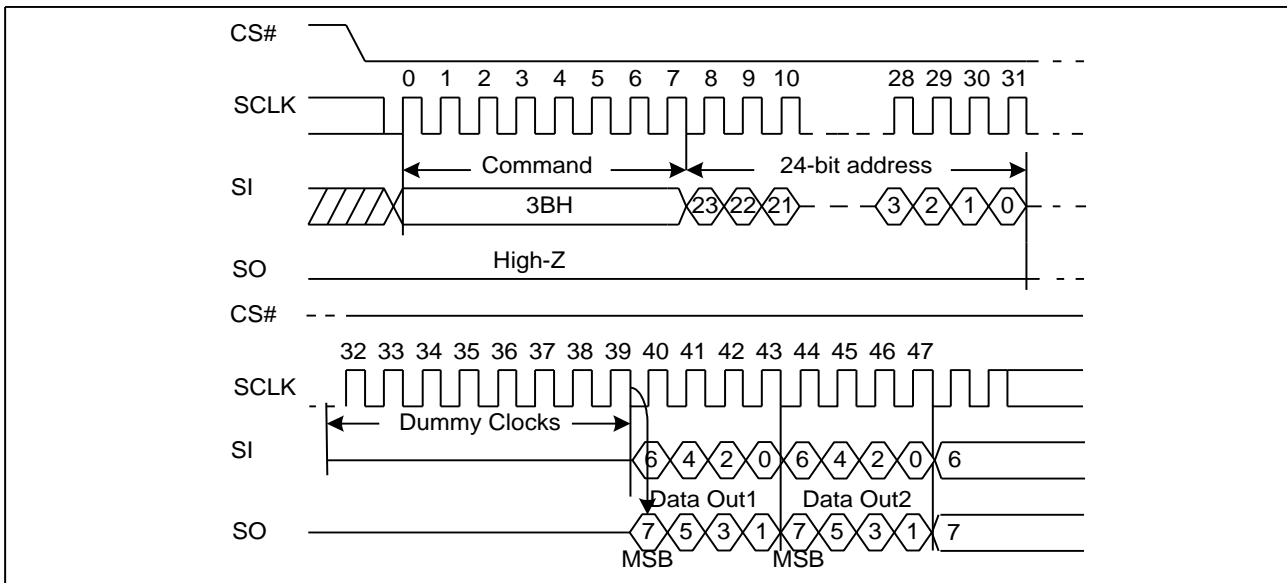 CS#
0 1 2 3 4 5 6 7 8 9 10 28 29 30 31
SCLK
Command 24-bit address
SI
3BH 23 22 21 3 2 1 0
High-Z
SO
CS#
32 33 34 35 36 37 38 39 40 41 42 43 44 45 46 47
SCLK
Dummy Clocks
SI
6 4 2 0 6 4 2 0 6
Data Out1 Data Out2
SO
7 5 3 1 7 5 3 1 7
MSB MSB